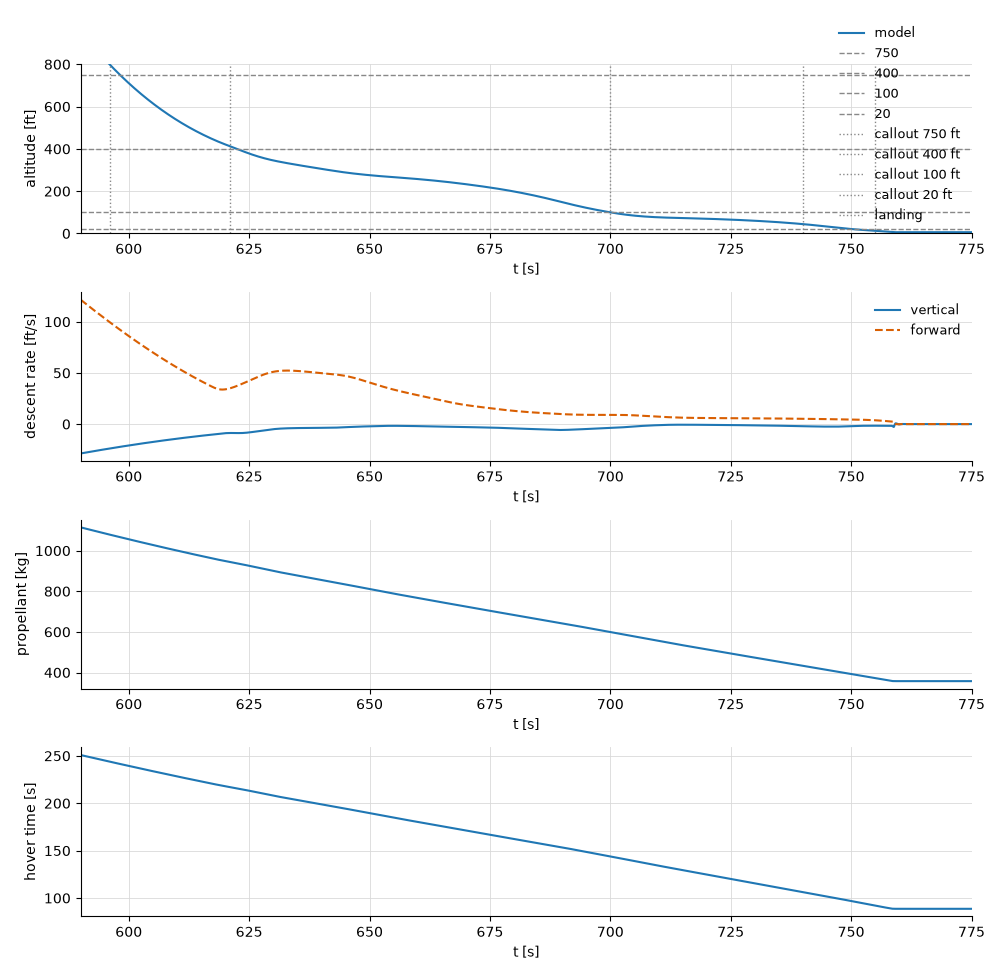 model
750
400
100
20
callout 750 ft
callout 400 ft
callout 100 ft
callout 20 ft
landing
altitude [ft]
800
600
400
200
0
600 625 650 675 700 725 750 775
t [s]
vertical
forward
descent rate [ft/s]
100
50
0
600 625 650 675 700 725 750 775
t [s]
propellant [kg]
1000
800
600
400
600 625 650 675 700 725 750 775
t [s]
hover time [s]
250
200
150
100
600 625 650 675 700 725 750 775
t [s]